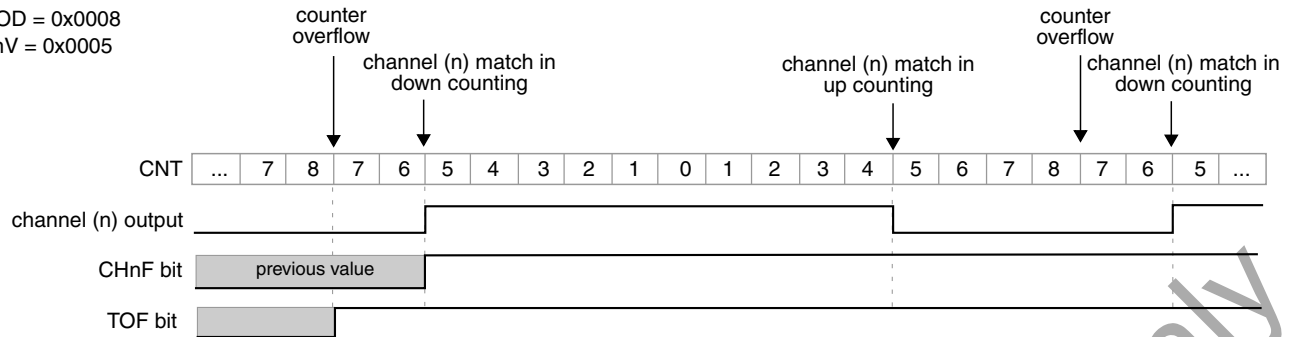 OD = 0x0008
nV = 0x0005
counter
overflow
channel (n) match in
down counting
channel (n) match in
up counting
counter
overflow
channel (n) match in
down counting
CNT ... 7 8 7 6 5 4 3 2 1 0 1 2 3 4 5 6 7 8 7 6 5 ...
channel (n) output
CHnF bit previous value
TOF bit